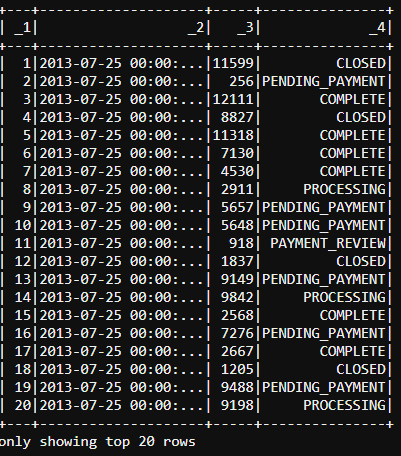 +---+--------------------+-----+---------------+
| _1|                  _2|   _3|             _4|
+---+--------------------+-----+---------------+
|  1|2013-07-25 00:00:...|11599|         CLOSED|
|  2|2013-07-25 00:00:...|  256|PENDING_PAYMENT|
|  3|2013-07-25 00:00:...|12111|       COMPLETE|
|  4|2013-07-25 00:00:...| 8827|         CLOSED|
|  5|2013-07-25 00:00:...|11318|       COMPLETE|
|  6|2013-07-25 00:00:...| 7130|       COMPLETE|
|  7|2013-07-25 00:00:...| 4530|       COMPLETE|
|  8|2013-07-25 00:00:...| 2911|     PROCESSING|
|  9|2013-07-25 00:00:...| 5657|PENDING_PAYMENT|
| 10|2013-07-25 00:00:...| 5648|PENDING_PAYMENT|
| 11|2013-07-25 00:00:...|  918| PAYMENT_REVIEW|
| 12|2013-07-25 00:00:...| 1837|         CLOSED|
| 13|2013-07-25 00:00:...| 9149|PENDING_PAYMENT|
| 14|2013-07-25 00:00:...| 9842|     PROCESSING|
| 15|2013-07-25 00:00:...| 2568|       COMPLETE|
| 16|2013-07-25 00:00:...| 7276|PENDING_PAYMENT|
| 17|2013-07-25 00:00:...| 2667|       COMPLETE|
| 18|2013-07-25 00:00:...| 1205|         CLOSED|
| 19|2013-07-25 00:00:...| 9488|PENDING_PAYMENT|
| 20|2013-07-25 00:00:...| 9198|     PROCESSING|
+---+--------------------+-----+---------------+
only showing top 20 rows